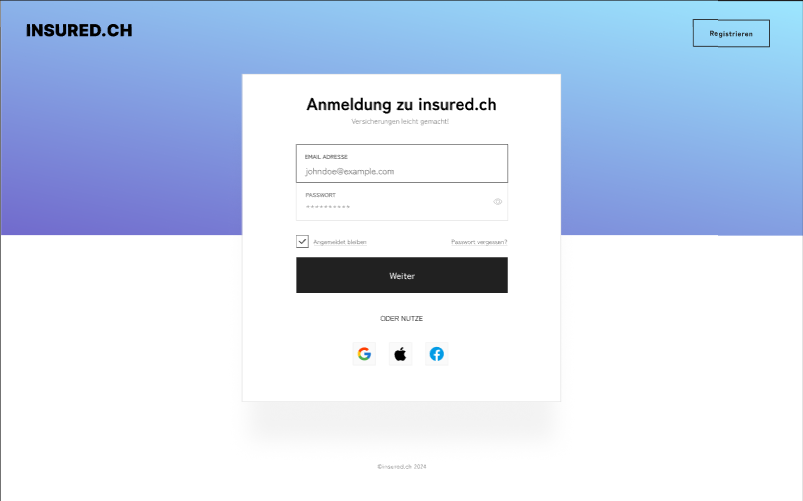 INSURED.CH
Registrieren
Anmeldung zu insured.ch
Versicherungen leicht gemacht!
EMAIL ADRESSE
johndoe@example.com
PASSWORT
**********
Angemeldet bleiben
Passwort vergessen?
Weiter
ODER NUTZE
©insured.ch 2024